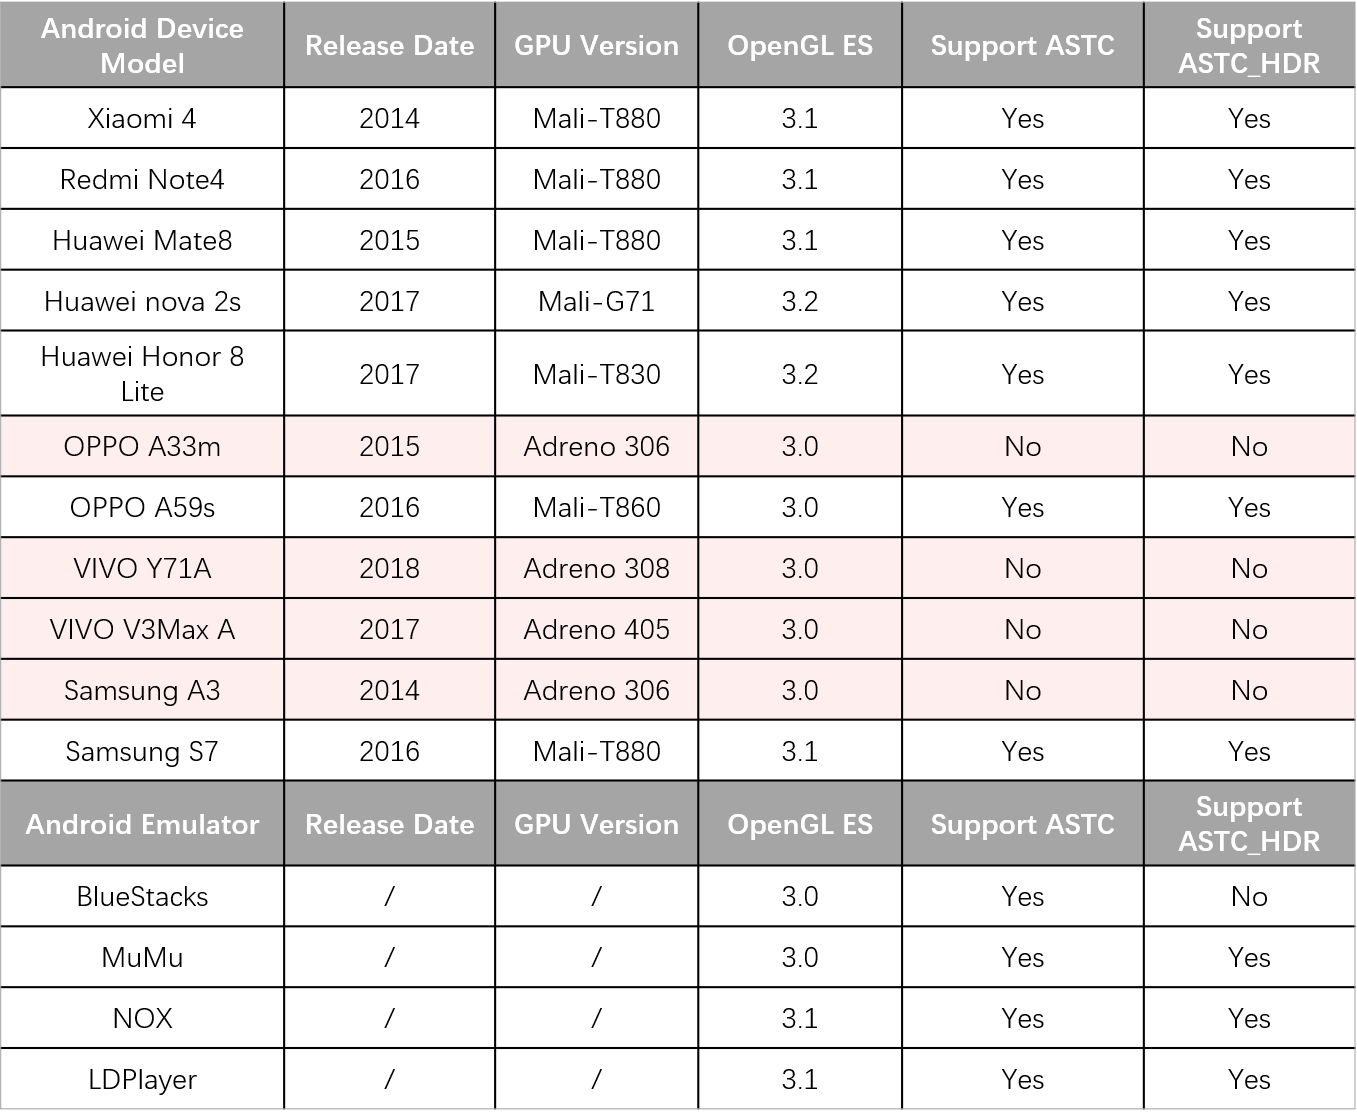 Android Device Model Release Date GPU Version OpenGL ES Support ASTC Support ASTC_HDR
Xiaomi 4 2014 Mali-T880 3.1 Yes Yes
Redmi Note4 2016 Mali-T880 3.1 Yes Yes
Huawei Mate8 2015 Mali-T880 3.1 Yes Yes
Huawei nova 2s 2017 Mali-G71 3.2 Yes Yes
Huawei Honor 8 Lite 2017 Mali-T830 3.2 Yes Yes
OPPO A33m 2015 Adreno 306 3.0 No No
OPPO A59s 2016 Mali-T860 3.0 Yes Yes
VIVO Y71A 2018 Adreno 308 3.0 No No
VIVO V3Max A 2017 Adreno 405 3.0 No No
Samsung A3 2014 Adreno 306 3.0 No No
Samsung S7 2016 Mali-T880 3.1 Yes Yes
Android Emulator Release Date GPU Version OpenGL ES Support ASTC Support ASTC_HDR
BlueStacks / / 3.0 Yes No
MuMu / / 3.0 Yes Yes
NOX / / 3.1 Yes Yes
LDPlayer / / 3.1 Yes Yes